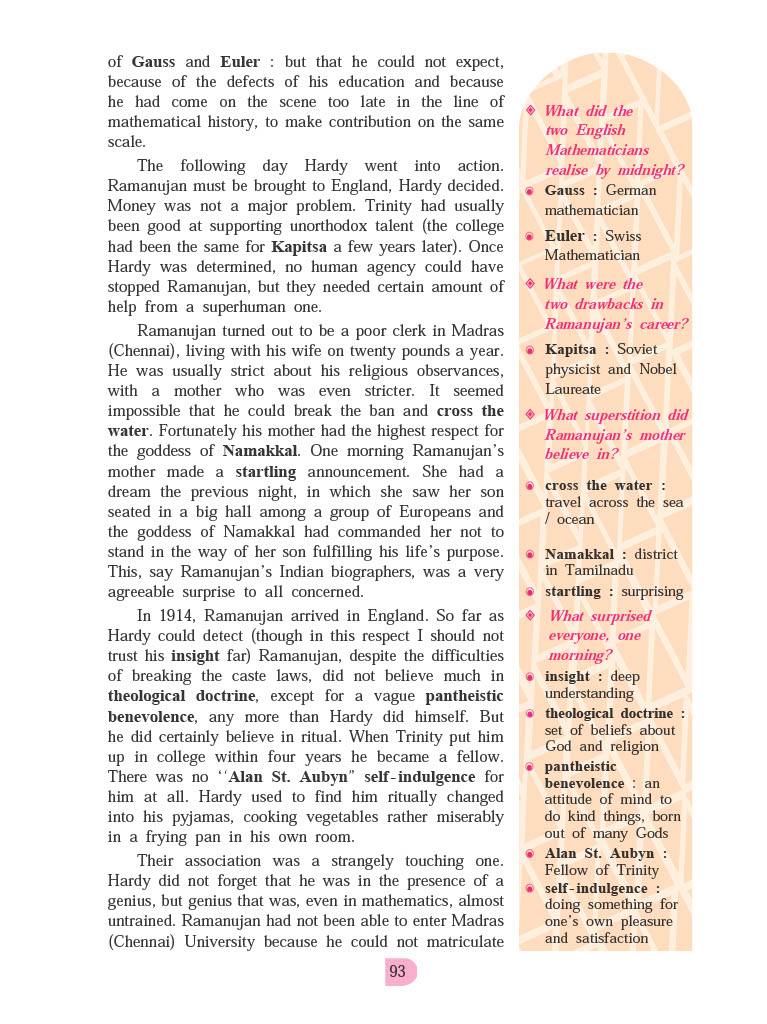 of Gauss and Euler : but that he could not expect,
because of the defects of his education and because
he had come on the scene too late in the line of
mathematical history, to make contribution on the same
scale.
The following day Hardy went into action.
Ramanujan must be brought to England, Hardy decided.
Money was not a major problem. Trinity had usually
been good at supporting unorthodox talent (the college
had been the same for Kapitsa a few years later). Once
Hardy was determined, no human agency could have
stopped Ramanujan, but they needed certain amount of
help from a superhuman one.
Ramanujan turned out to be a poor clerk in Madras
(Chennai), living with his wife on twenty pounds a year.
He was usually strict about his religious observances,
with a mother who was even stricter. It seemed
impossible that he could break the ban and cross the
water. Fortunately his mother had the highest respect for
the goddess of Namakkal. One morning Ramanujan's
mother made a startling announcement. She had a
dream the previous night, in which she saw her son
seated in a big hall among a group of Europeans and
the goddess of Namakkal had commanded her not to
stand in the way of her son fulfilling his life's purpose.
This, say Ramanujan's Indian biographers, was a very
agreeable surprise to all concerned.
In 1914, Ramanujan arrived in England. So far as
Hardy could detect (though in this respect I should not
trust his insight far) Ramanujan, despite the difficulties
of breaking the caste laws, did not believe much in
theological doctrine, except for a vague pantheistic
benevolence, any more than Hardy did himself. But
he did certainly believe in ritual. When Trinity put him
up in college within four years he became a fellow.
There was no ‘‘Alan St. Aubyn” self-indulgence for
him at all. Hardy used to find him ritually changed
into his pyjamas, cooking vegetables rather miserably
in a frying pan in his own room.
Their association was a strangely touching one.
Hardy did not forget that he was in the presence of a
genius, but genius that was, even in mathematics, almost
untrained. Ramanujan had not been able to enter Madras
(Chennai) University because he could not matriculate
What did the
two English
Mathematicians
realise by midnight?
Gauss : German
mathematician
Euler : Swiss
Mathematician
What were the
two drawbacks in
Ramanujan's career?
Kapitsa : Soviet
physicist and Nobel
Laureate
What superstition did
Ramanujan's mother
believe in?
cross the water :
travel across the sea
/ ocean
Namakkal : district
in Tamilnadu
startling : surprising
What surprised
everyone, one
morning?
insight : deep
understanding
theological doctrine :
set of beliefs about
God and religion
pantheistic
benevolence : an
attitude of mind to
do kind things, born
out of many Gods
Alan St. Aubyn :
Fellow of Trinity
self-indulgence :
doing something for
one's own pleasure
and satisfaction
93